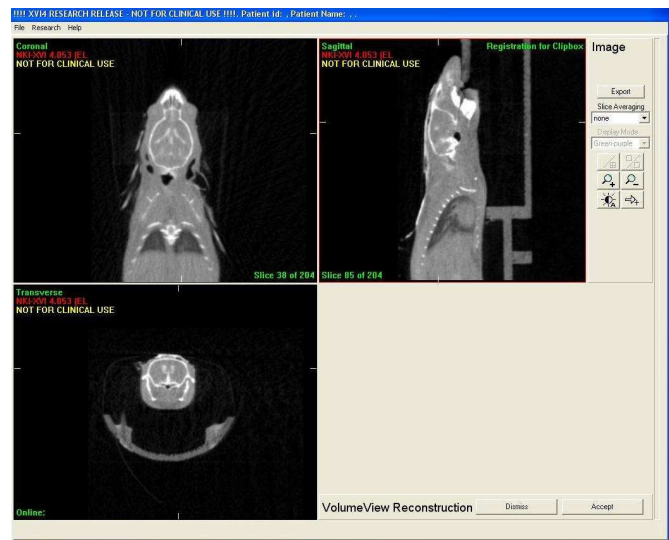 !!!! XVI4 RESEARCH RELEASE - NOT FOR CLINICAL USE !!!!, Patient Id: , Patient Name: , .
File Research Help
Coronal
NKI-XVI 4.053 JEL
NOT FOR CLINICAL USE
Slice 38 of 204
Sagittal
Registration for Clipbox
NKI-XVI 4.053 JEL
NOT FOR CLINICAL USE
Slice 85 of 204
Image
Export
Slice Averaging
none
Display Mode
Green-purple
Transverse
NKI-XVI 4.053 JEL
NOT FOR CLINICAL USE
Online:
VolumeView Reconstruction
Dismiss
Accept